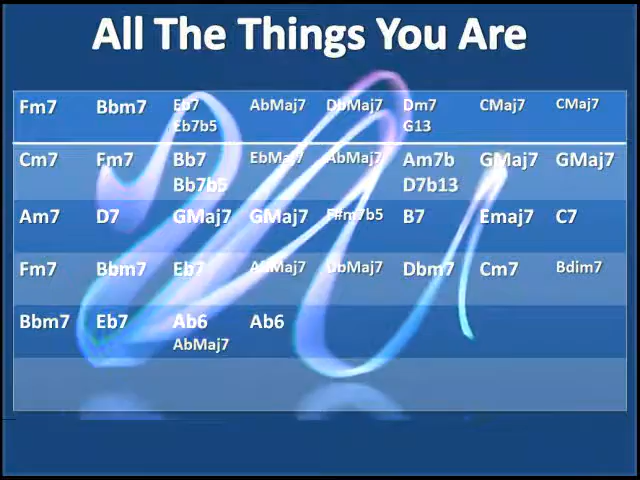 All The Things You Are
Fm7 Bbm7 Eb7 AbMaj7 DbMaj7 Dm7 CMaj7 CMaj7
Eb7b5 G13
Cm7 Fm7 Bb7 EbMaj7 AbMaj7 Am7b GMaj7 GMaj7
Bb7b5 D7b13
Am7 D7 GMaj7 GMaj7 F#m7b5 B7 Emaj7 C7
Fm7 Bbm7 Eb7 AbMaj7 DbMaj7 Dbm7 Cm7 Bdim7
Bbm7 Eb7 Ab6 Ab6
AbMaj7